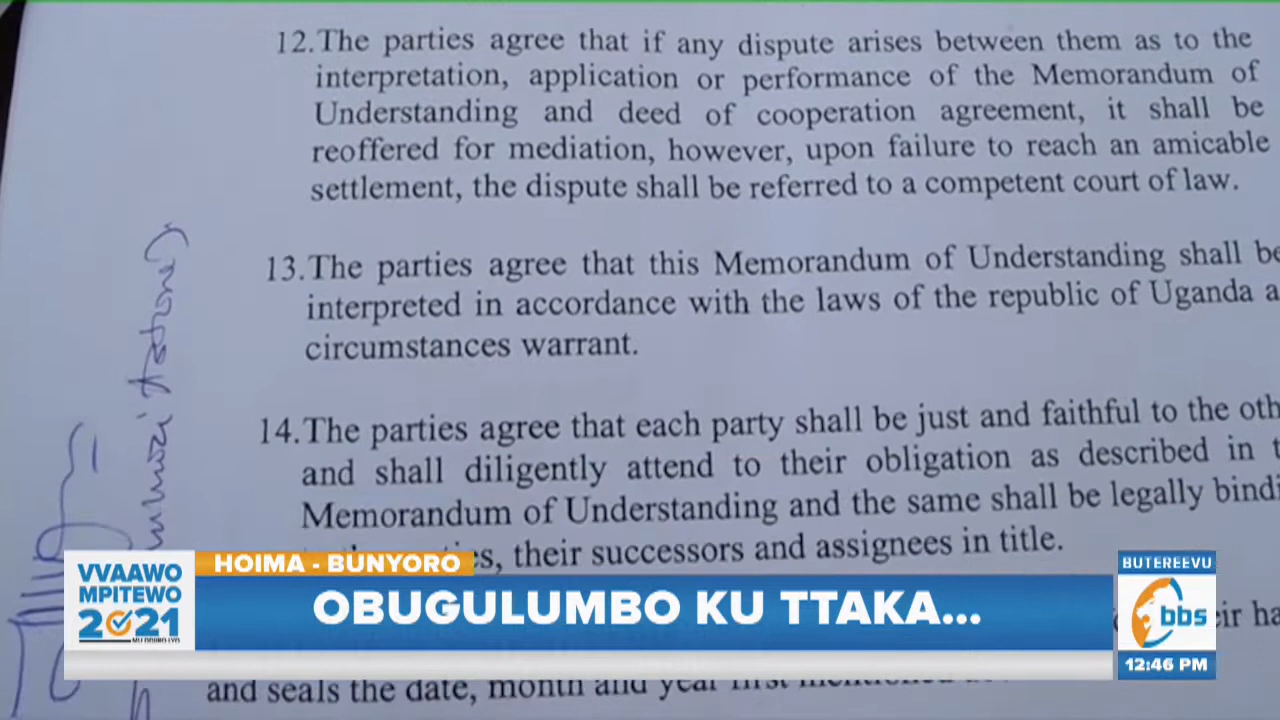 12.The parties agree that if any dispute arises between them as to the
interpretation, application or performance of the Memorandum of
Understanding and deed of cooperation agreement, it shall be
reoffered for mediation, however, upon failure to reach an amicable
settlement, the dispute shall be referred to a competent court of law.
13.The parties agree that this Memorandum of Understanding shall be
interpreted in accordance with the laws of the republic of Uganda a
circumstances warrant.
14.The parties agree that each party shall be just and faithful to the oth
and shall diligently attend to their obligation as described in t
Memorandum of Understanding and the same shall be legally bindi
their successors and assignees in title.
eir ha
and seals the date, month and year first mentioned
VVAAWO
MPITEWO
2021
HOIMA - BUNYORO
OBUGULUMBO KU TTAKA...
BUTEREEVU
bbs
12:46 PM